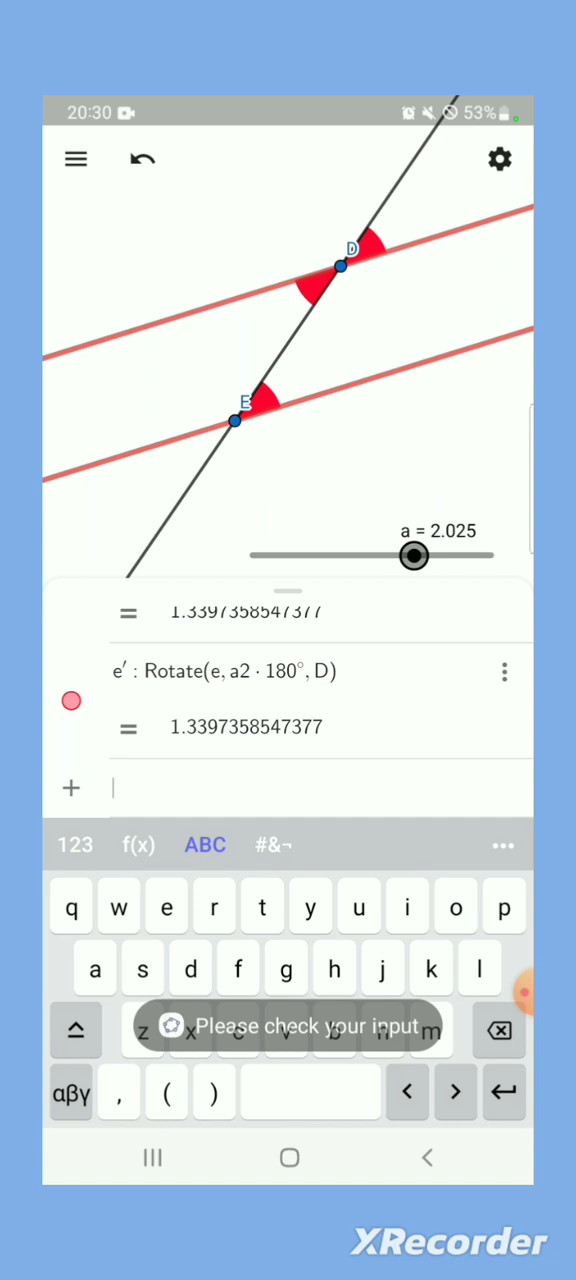 20:30
53%
D
E
a = 2.025
1.3397358547377
e′ : Rotate(e, a2 · 180°, D)
= 1.3397358547377
+
123 f(x) ABC #&¬ •••
q w e r t y u i o p
a s d f g h j k l
z x c v b n m
Please check your input
αβγ , ( ) < >
XRecorder